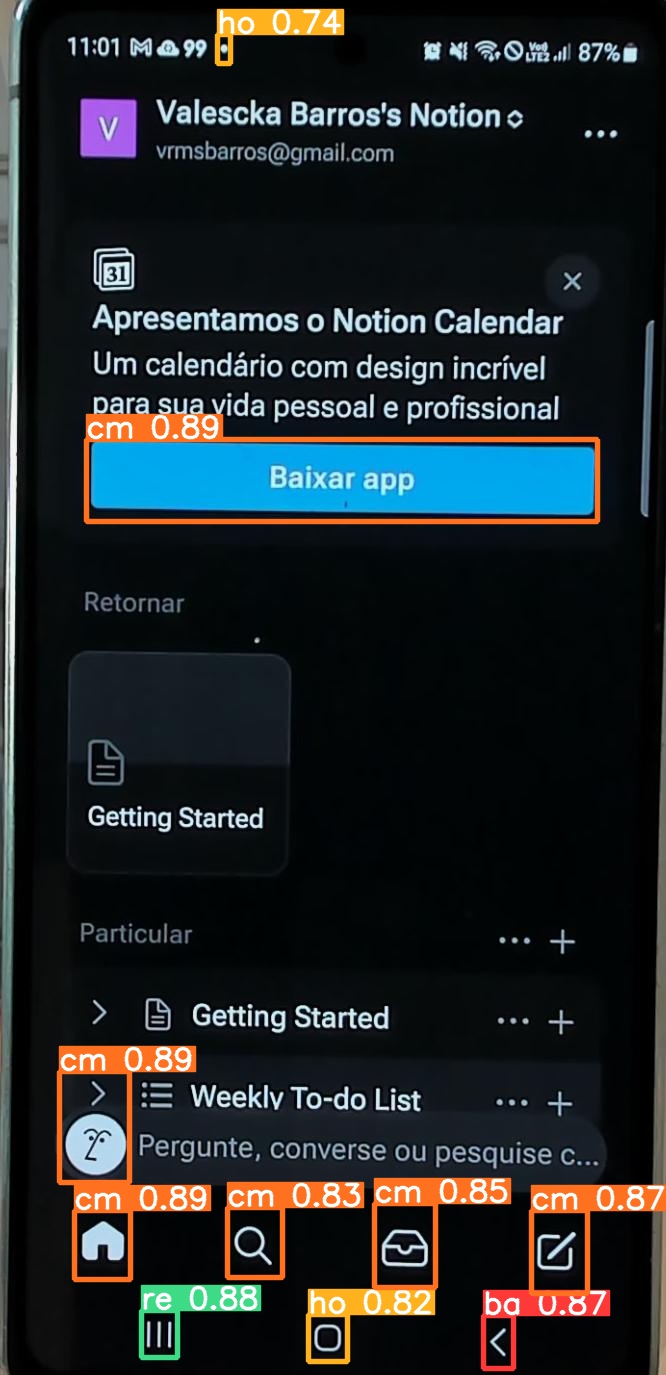 ho 0.74
11:01 99 87%
V
Valescka Barros's Notion
vrmsbarros@gmail.com
31
Apresentamos o Notion Calendar
Um calendário com design incrível
para sua vida pessoal e profissional
cm 0.89
Baixar app
Retornar
Getting Started
Particular
Getting Started
cm 0.89
Weekly To-do List
Pergunte, converse ou pesquise c...
cm 0.89 cm 0.83 cm 0.85 cm 0.87
re 0.88 ho 0.82 ba 0.87